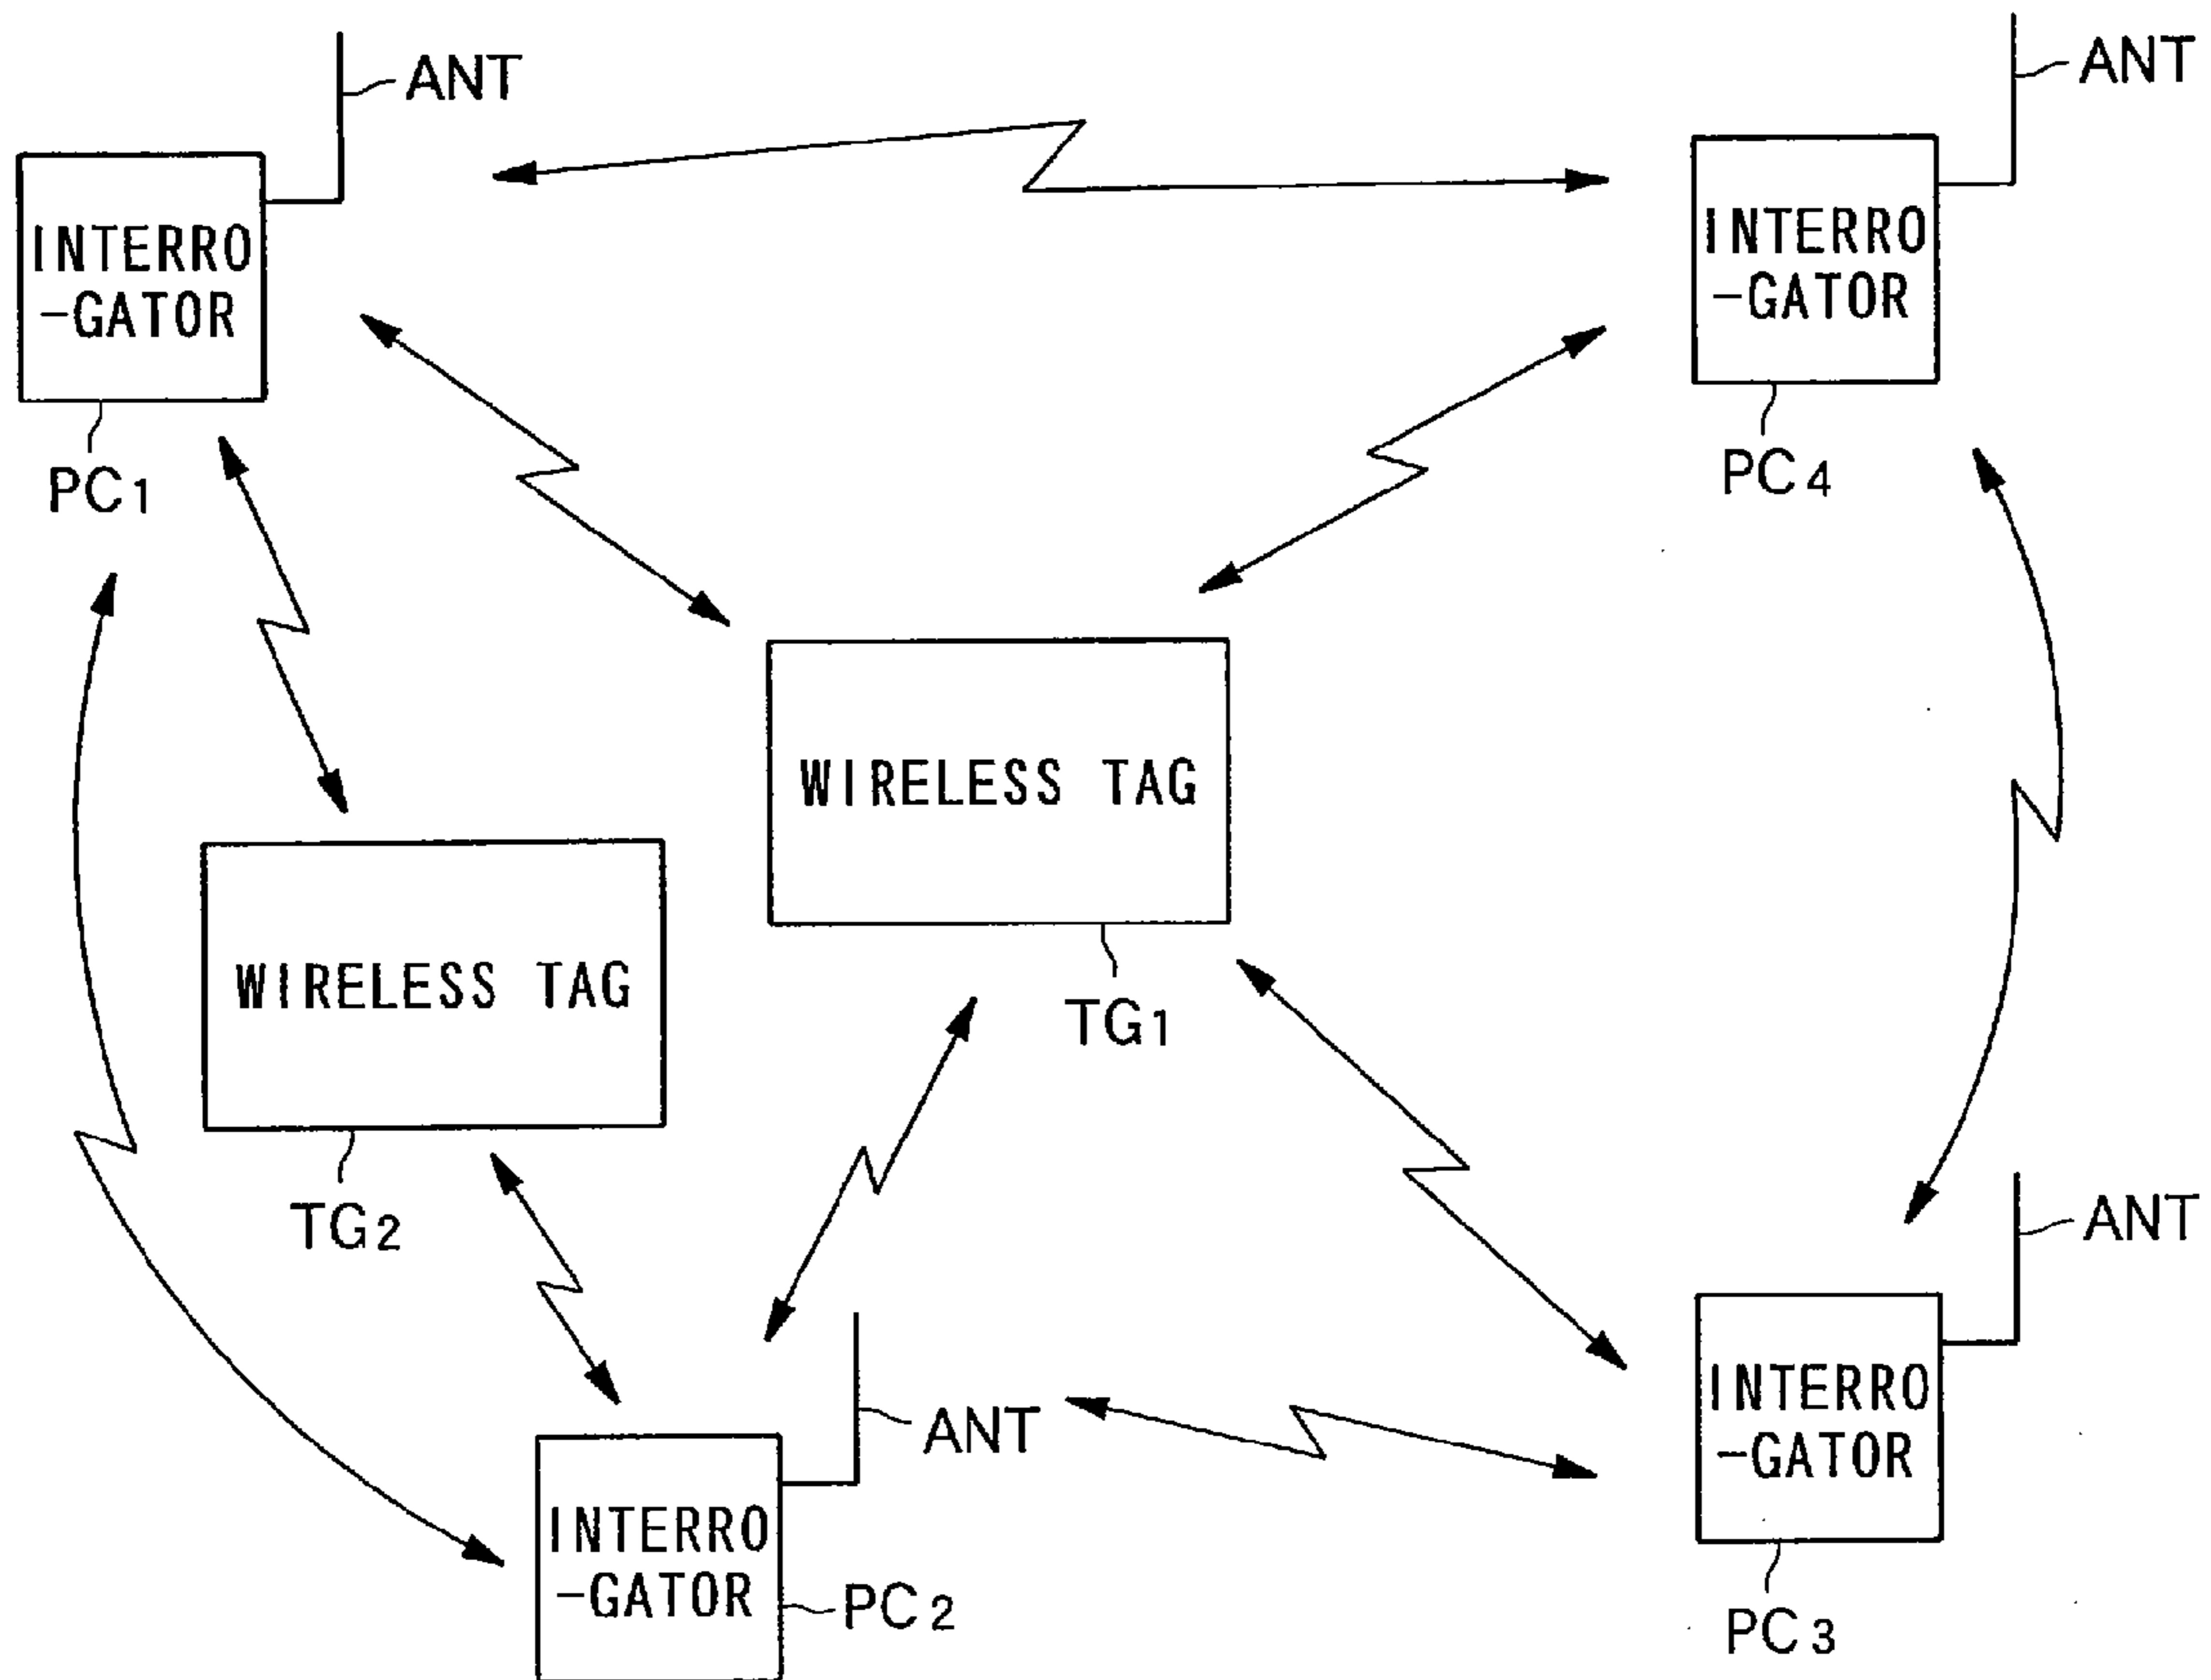 ANT
ANT
INTERRO
-GATOR
INTERRO
-GATOR
PC1
PC4
WIRELESS TAG
TG1
WIRELESS TAG
TG2
ANT
ANT
INTERRO
-GATOR
INTERRO
-GATOR
PC2
PC3